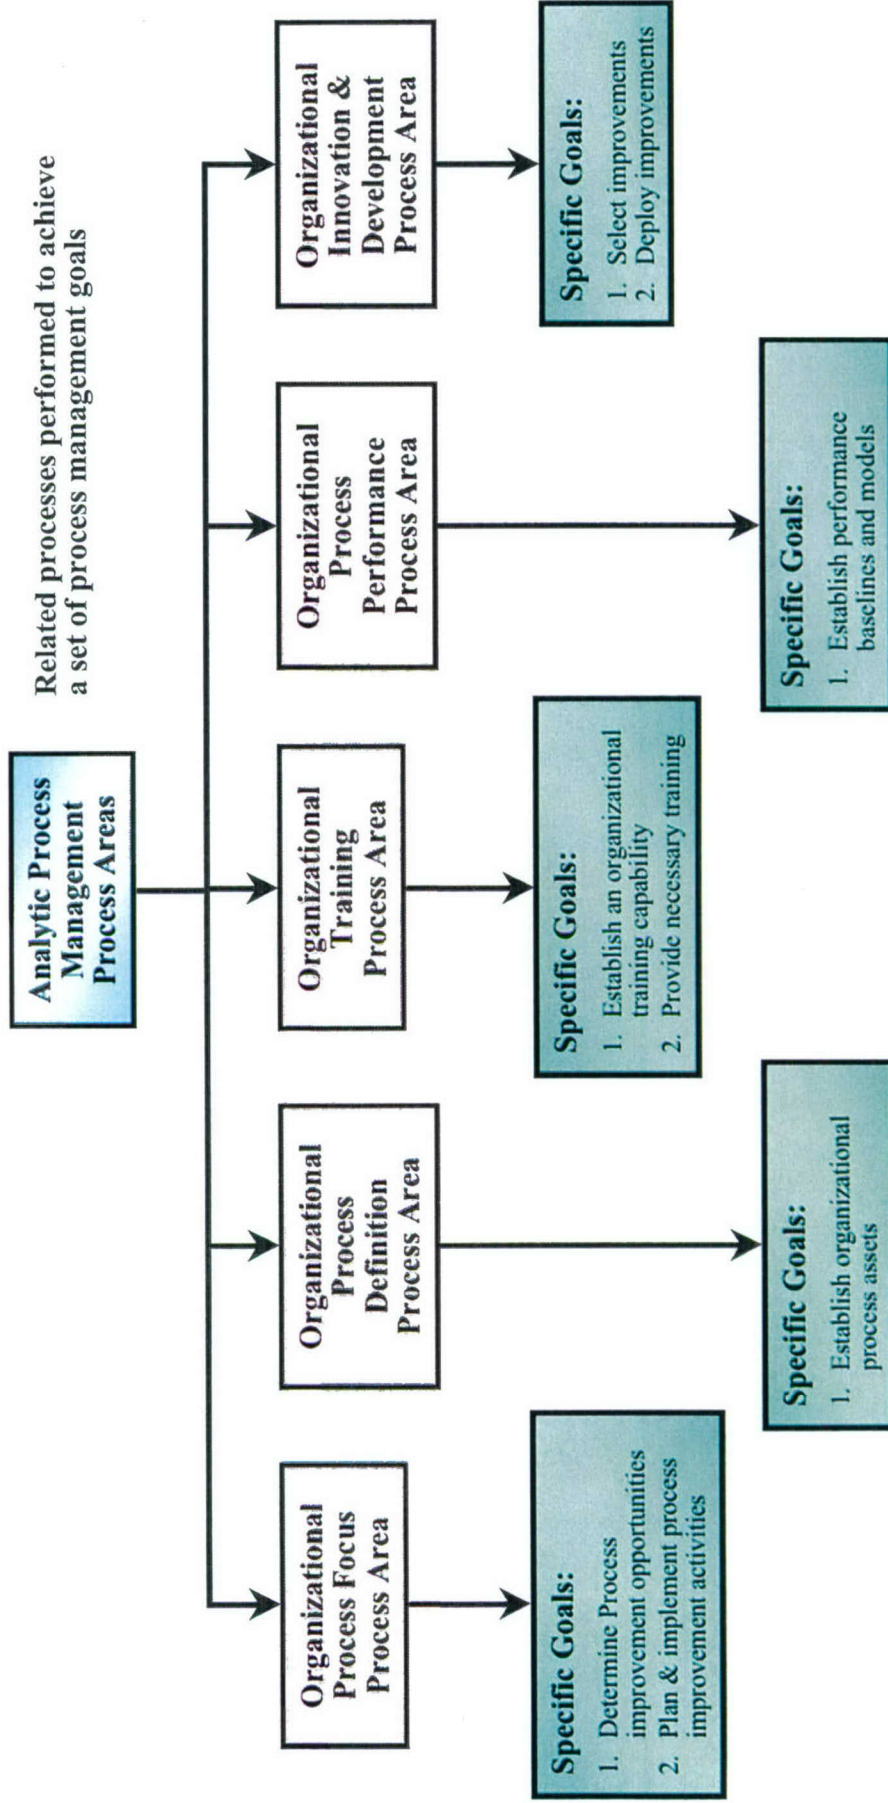 Analytic Process
Management
Process Areas
Related processes performed to achieve
a set of process management goals
Organizational
Process Focus
Process Area
Organizational
Process
Definition
Process Area
Organizational
Training
Process Area
Organizational
Process
Performance
Process Area
Organizational
Innovation &
Development
Process Area
Specific Goals:
1. Determine Process
improvement opportunities
2. Plan & implement process
improvement activities
Specific Goals:
1. Establish organizational
process assets
Specific Goals:
1. Establish an organizational
training capability
2. Provide necessary training
Specific Goals:
1. Establish performance
baselines and models
Specific Goals:
1. Select improvements
2. Deploy improvements